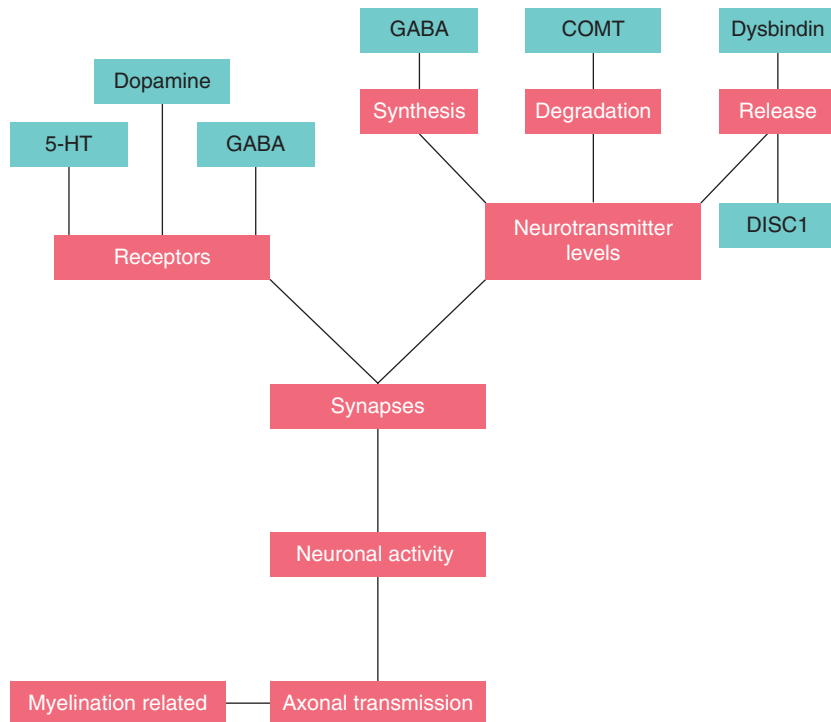 GABA
COMT
Dysbindin
Dopamine
Synthesis
Degradation
Release
5-HT
GABA
Neurotransmitter
levels
DISC1
Receptors
Synapses
Neuronal activity
Myelination related
Axonal transmission